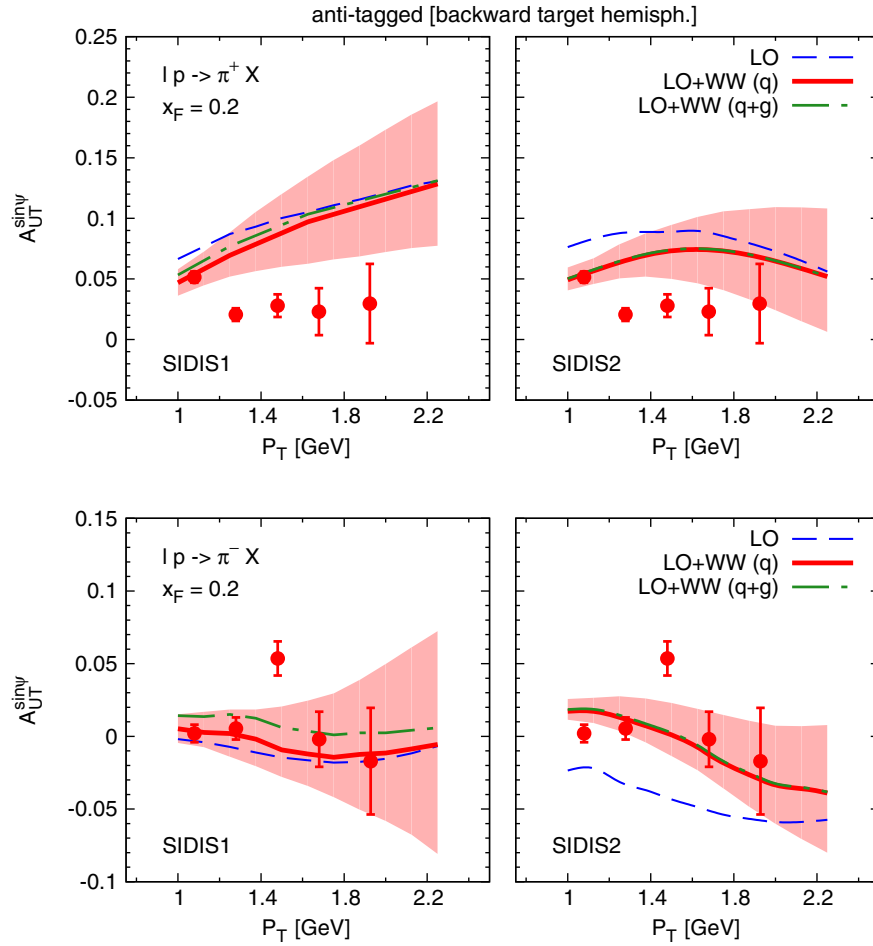 anti-tagged [backward target hemisph.]
0.25
0.2
0.15
0.1
0.05
0
-0.05
A_UT^sinψ
l p -> π⁺ X
x_F = 0.2
SIDIS1
1 1.4 1.8 2.2
P_T [GeV]
LO
LO+WW (q)
LO+WW (q+g)
SIDIS2
1 1.4 1.8 2.2
P_T [GeV]
0.15
0.1
0.05
0
-0.05
-0.1
A_UT^sinψ
l p -> π⁻ X
x_F = 0.2
SIDIS1
1 1.4 1.8 2.2
P_T [GeV]
LO
LO+WW (q)
LO+WW (q+g)
SIDIS2
1 1.4 1.8 2.2
P_T [GeV]